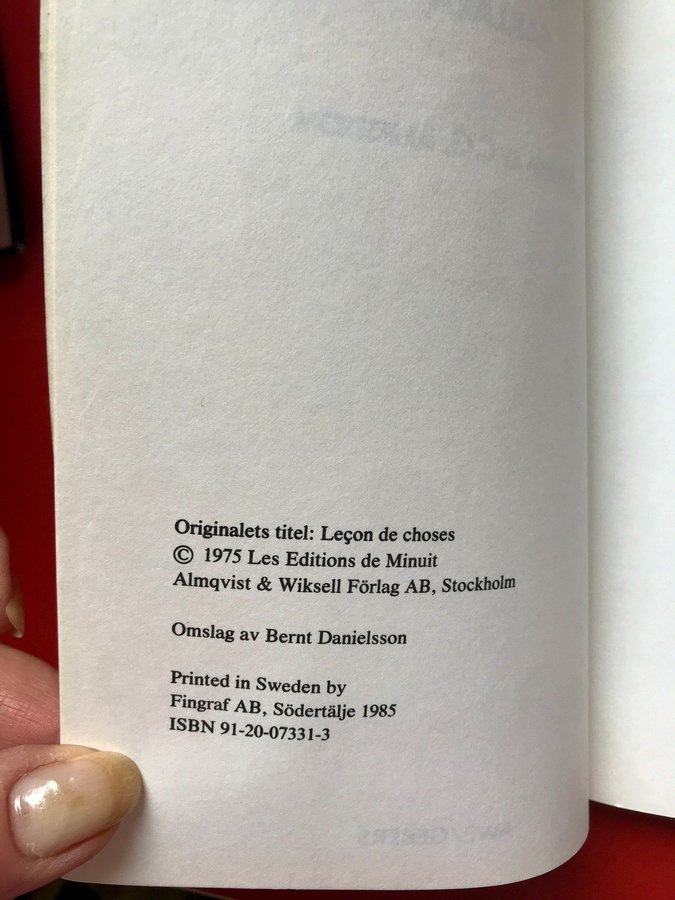 Originalets titel: Leçon de choses
© 1975 Les Editions de Minuit
Almqvist & Wiksell Förlag AB, Stockholm
Omslag av Bernt Danielsson
Printed in Sweden by
Fingraf AB, Södertälje 1985
ISBN 91-20-07331-3